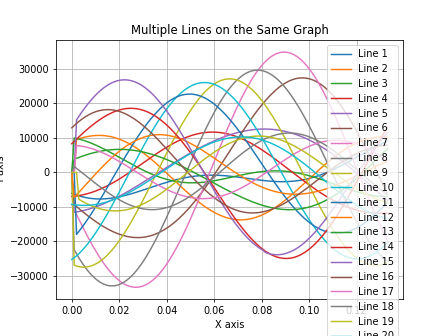 Multiple Lines on the Same Graph
30000
20000
10000
0
−10000
−20000
−30000
0.00
0.02
0.04
0.06
0.08
0.10
X axis
Line 1
Line 2
Line 3
Line 4
Line 5
Line 6
Line 7
Line 8
Line 9
Line 10
Line 11
Line 12
Line 13
Line 14
Line 15
Line 16
Line 17
Line 18
Line 19
Line 20